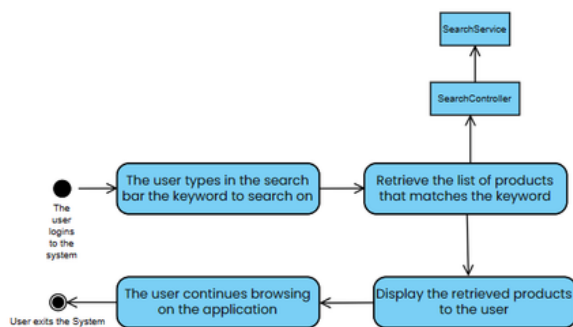 SearchService
SearchController
The user types in the search
bar the keyword to search on
Retrieve the list of products
that matches the keyword
The
user
logins
to the
system
The user continues browsing
on the application
Display the retrieved products
to the user
User exits the System